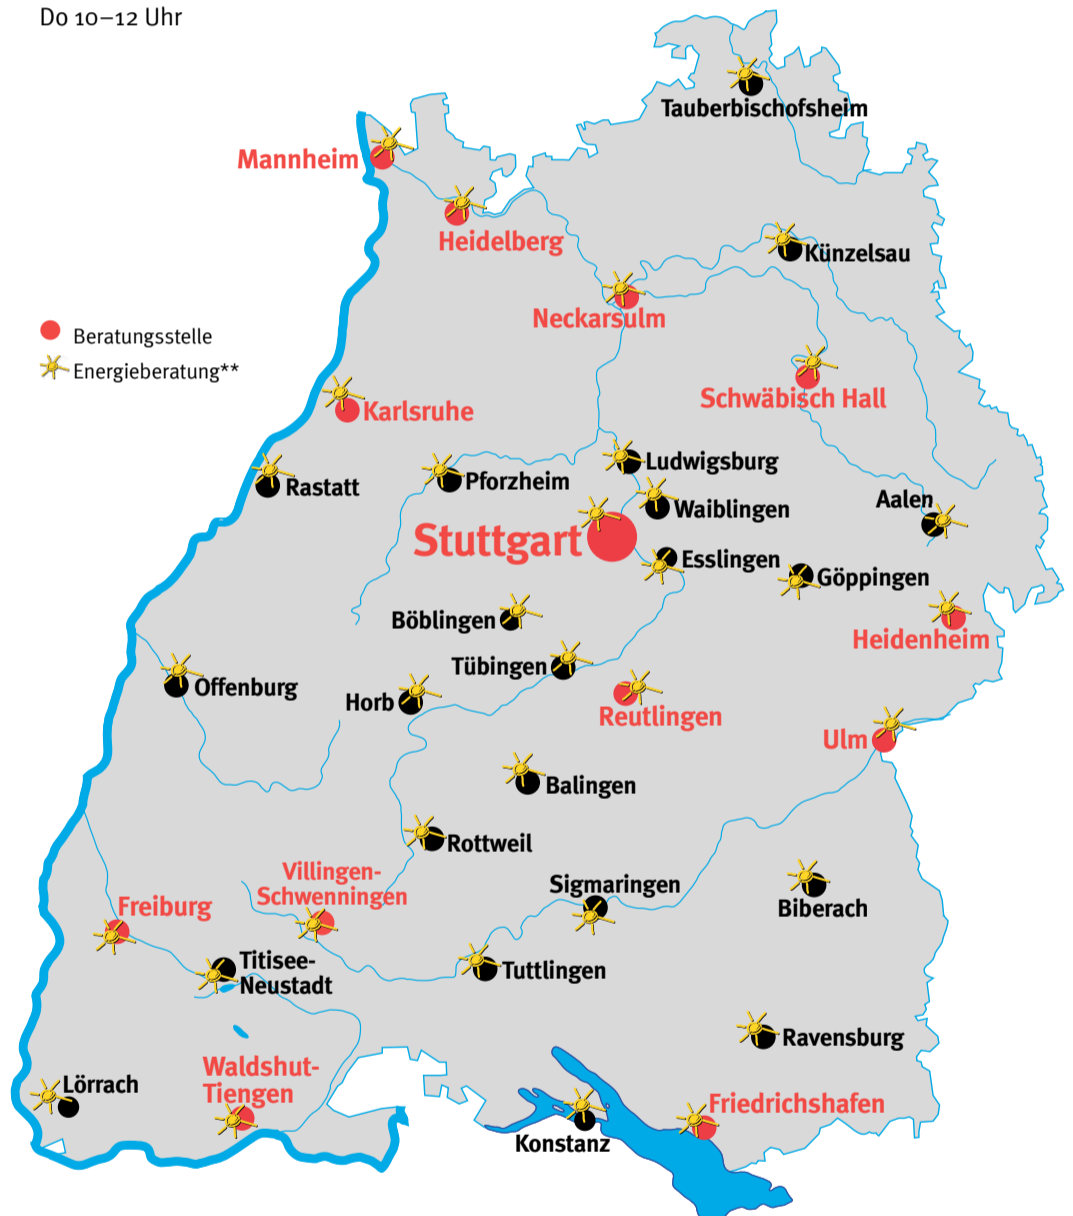 Do 10–12 Uhr
Tauberbischofsheim
Mannheim
Heidelberg
Künzelsau
Neckarsulm
Beratungsstelle
Energieberatung**
Schwäbisch Hall
Karlsruhe
Ludwigsburg
Pforzheim
Rastatt
Aalen
Waiblingen
Stuttgart
Esslingen
Göppingen
Böblingen
Heidenheim
Tübingen
Offenburg
Horb
Reutlingen
Ulm
Balingen
Rottweil
Villingen-
Schwenningen
Sigmaringen
Biberach
Freiburg
Titisee-
Neustadt
Tuttlingen
Ravensburg
Waldshut-
Tiengen
Lörrach
Friedrichshafen
Konstanz